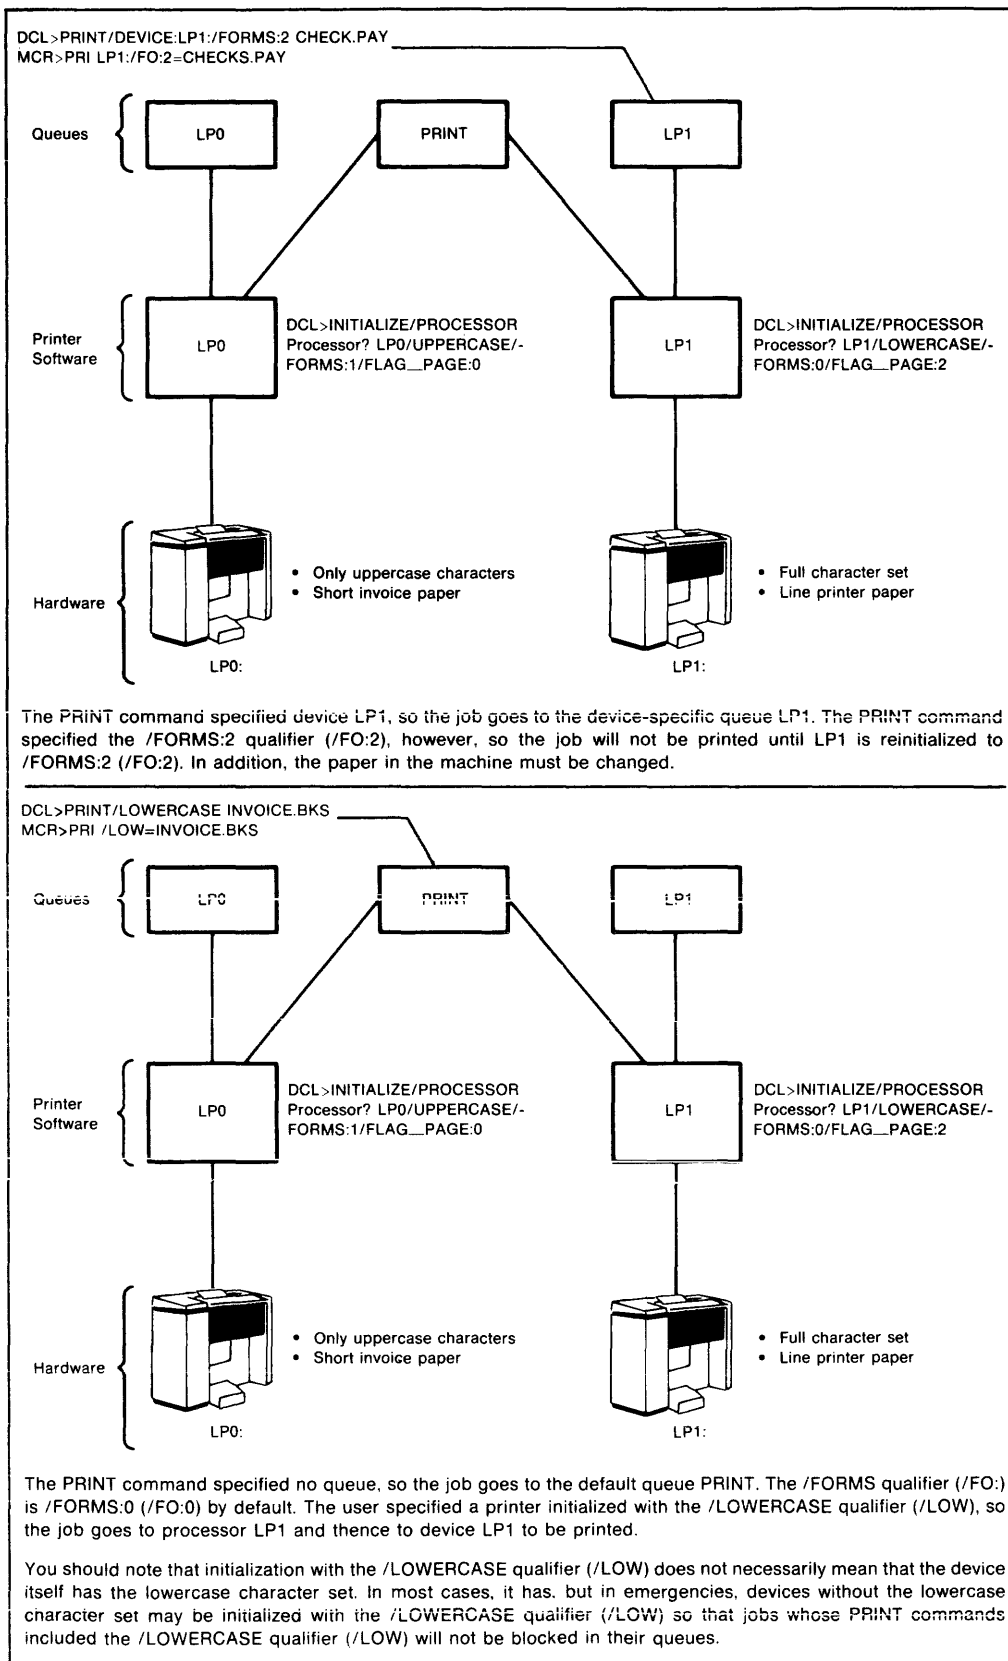 DCL>PRINT/DEVICE:LP1:/FORMS:2 CHECK.PAY
MCR>PRI LP1:/FO:2=CHECKS.PAY
Queues
LP0
PRINT
LP1
Printer
Software
LP0
DCL>INITIALIZE/PROCESSOR
Processor? LP0/UPPERCASE/-
FORMS:1/FLAG__PAGE:0
LP1
DCL>INITIALIZE/PROCESSOR
Processor? LP1/LOWERCASE/-
FORMS:0/FLAG__PAGE:2
Hardware
• Only uppercase characters
• Short invoice paper
LP0:
• Full character set
• Line printer paper
LP1:
The PRINT command specified device LP1, so the job goes to the device-specific queue LP1. The PRINT command
specified the /FORMS:2 qualifier (/FO:2), however, so the job will not be printed until LP1 is reinitialized to
/FORMS:2 (/FO:2). In addition, the paper in the machine must be changed.
DCL>PRINT/LOWERCASE INVOICE.BKS
MCR>PRI /LOW=INVOICE.BKS
Queues
LP0
PRINT
LP1
Printer
Software
LP0
DCL>INITIALIZE/PROCESSOR
Processor? LP0/UPPERCASE/-
FORMS:1/FLAG__PAGE:0
LP1
DCL>INITIALIZE/PROCESSOR
Processor? LP1/LOWERCASE/-
FORMS:0/FLAG__PAGE:2
Hardware
• Only uppercase characters
• Short invoice paper
LP0:
• Full character set
• Line printer paper
LP1:
The PRINT command specified no queue, so the job goes to the default queue PRINT. The /FORMS qualifier (/FO:)
is /FORMS:0 (/FO:0) by default. The user specified a printer initialized with the /LOWERCASE qualifier (/LOW), so
the job goes to processor LP1 and thence to device LP1 to be printed.
You should note that initialization with the /LOWERCASE qualifier (/LOW) does not necessarily mean that the device
itself has the lowercase character set. In most cases, it has. but in emergencies, devices without the lowercase
character set may be initialized with the /LOWERCASE qualifier (/LOW) so that jobs whose PRINT commands
included the /LOWERCASE qualifier (/LOW) will not be blocked in their queues.